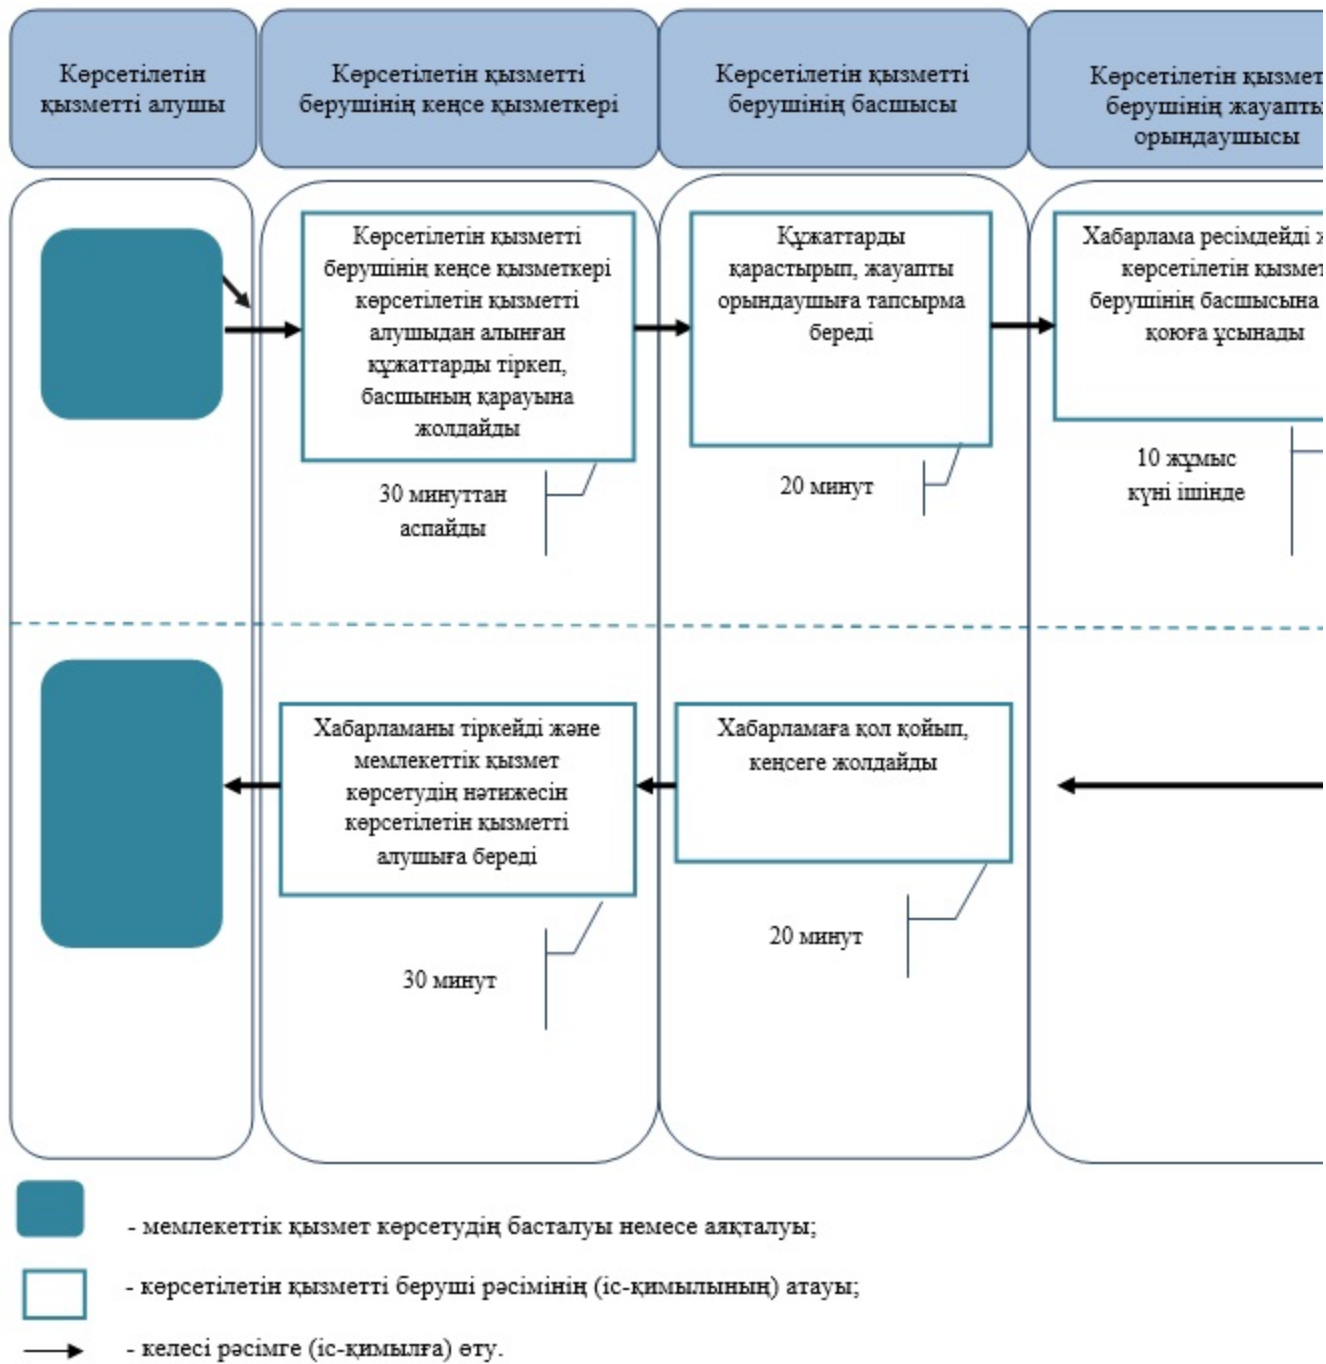 Көрсетілетін
қызметті алушы
Көрсетілетін қызметті
берушінің кеңсе қызметкері
Көрсетілетін қызметті
берушінің басшысы
Көрсетілетін
берушінің
орындаушысы
Көрсетілетін қызметті
берушінің кеңсе қызметкері
көрсетілетін қызметті
алушыдан алынған
құжаттарды тіркеп,
басшының қарауына
жолдайды
30 минуттан
аспайды
Құжаттарды
қарастырып, жауапты
орындаушыға тапсырма
береді
20 минут
Хабарлама ресімдейді
көрсетілетін
берушінің басшысына
қоюға ұсынады
10 жұмыс
күні ішінде
Хабарламаны тіркейді және
мемлекеттік қызмет
көрсетудің нәтижесін
көрсетілетін қызметті
алушыға береді
30 минут
Хабарламаға қол қойып,
кеңсеге жолдайды
20 минут
- мемлекеттік қызмет көрсетудің басталуы немесе аяқталуы;
- көрсетілетін қызметті беруші рәсімінің (іс-қимылының) атауы;
- келесі рәсімге (іс-қимылға) өту.